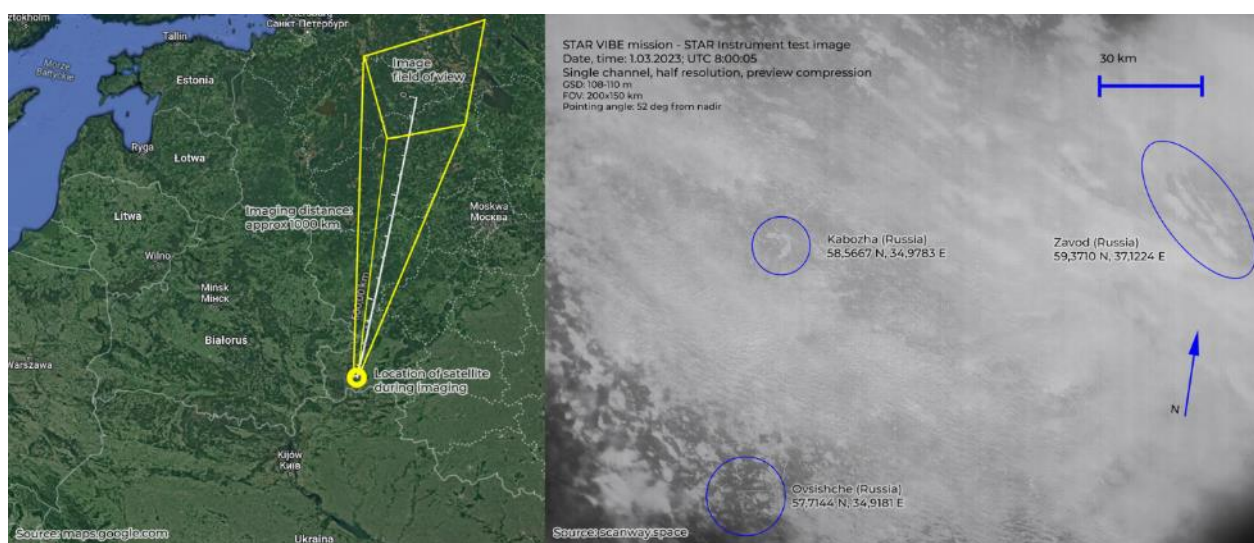 ztokholm
Petersburg
Санкт-Петербург
Tallin
Morze
Bałtyckie
Estonia
Image
field of view
Ryga
Łotwa
Imaging distance:
approx 1000 km
Moskwa
Москва
Litwa
Wilno
Mińsk
Мінск
Białoruś
Warszawa
Location of satellite
during imaging
Kijów
Київ
Ukraina
Source: maps.google.com
STAR VIBE mission - STAR Instrument test image
Date, time: 1.03.2023; UTC 8:00:05
Single channel, half resolution, preview compression
GSD: 108-110 m
FOV: 200x150 km
Pointing angle: 52 deg from nadir
30 km
Kabozha (Russia)
58,5667 N, 34,9783 E
Zavod (Russia)
59,3710 N, 37,1224 E
N
Ovsishche (Russia)
57,7144 N, 34,9181 E
Source: scanway.space